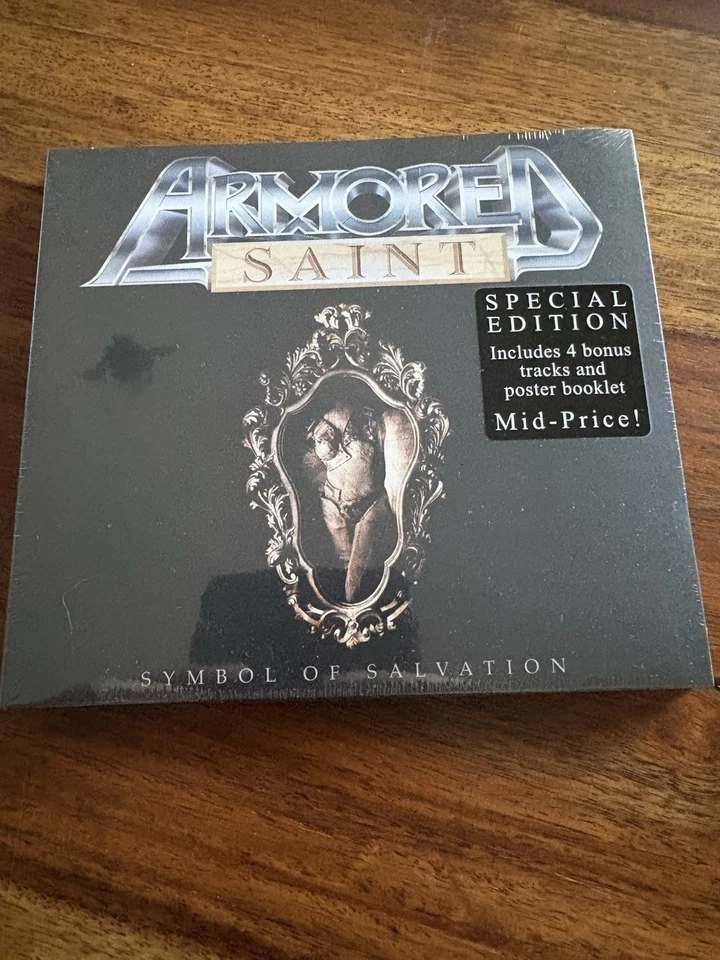 ARMORED
SAINT
SPECIAL
EDITION
Includes 4 bonus
tracks and
poster booklet
Mid-Price!
SYMBOL OF SALVATION